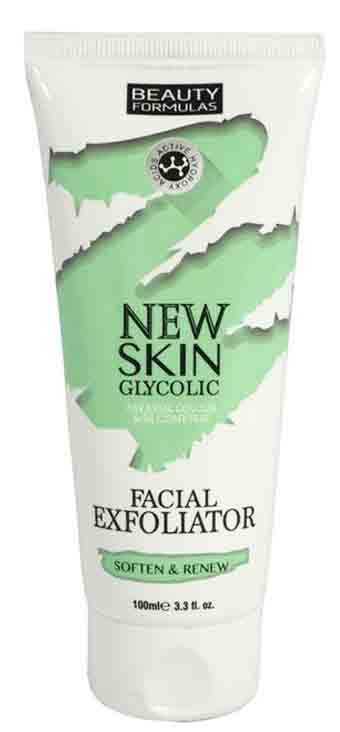 BEAUTY
FORMULAS
ACTIVE HYDROXY ACIDS
NEW
SKIN
GLYCOLIC
FACIAL
EXFOLIATOR
SOFTEN & RENEW
100ml℮ 3.3 fl. oz.